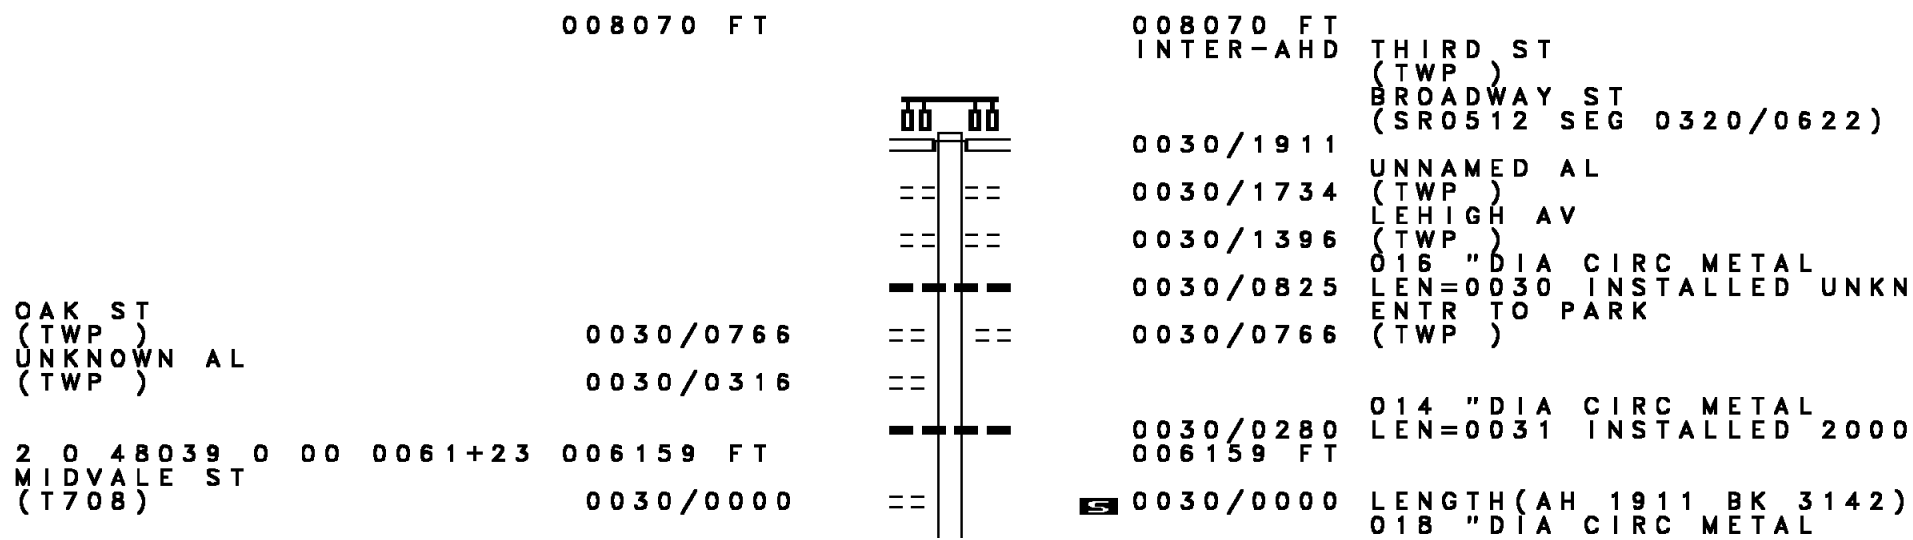 008070 FT 008070 FT
INTER-AHD THIRD ST
(TWP )
BROADWAY ST
(SR0512 SEG 0320/0622)
0030/1911
UNNAMED AL
0030/1734 (TWP )
LEHIGH AV
0030/1396 (TWP )
016 "DIA CIRC METAL
0030/0825 LEN=0030 INSTALLED UNKN
OAK ST ENTR TO PARK
(TWP ) 0030/0766 0030/0766 (TWP )
UNKNOWN AL
(TWP ) 0030/0316
014 "DIA CIRC METAL
0030/0280 LEN=0031 INSTALLED 2000
2 0 48039 0 00 0061+23 006159 FT 006159 FT
MIDVALE ST
(T708) 0030/0000 S 0030/0000 LENGTH(AH 1911 BK 3142)
018 "DIA CIRC METAL